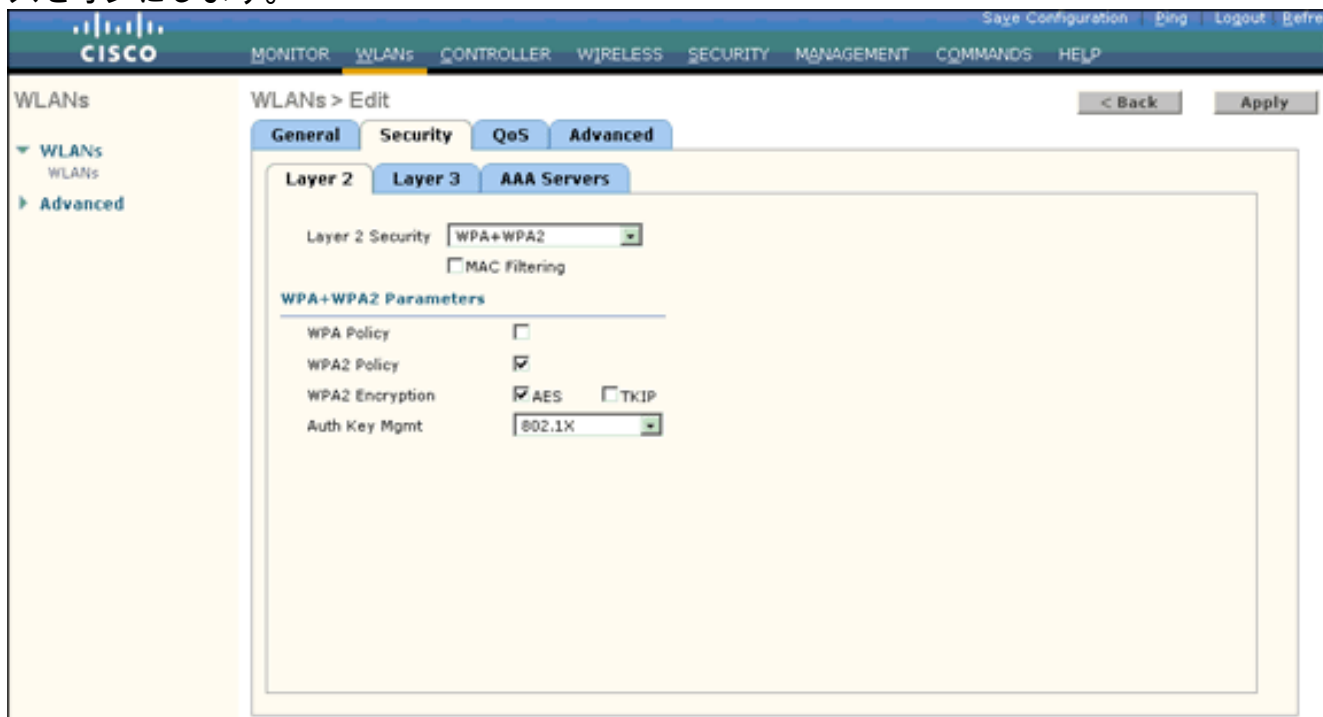 Save Configuration Ping Logout Refre
CISCO MONITOR WLANs CONTROLLER WIRELESS SECURITY MANAGEMENT COMMANDS HELP
WLANs
WLANs
WLANs
Advanced
WLANs > Edit
< Back Apply
General Security QoS Advanced
Layer 2 Layer 3 AAA Servers
Layer 2 Security WPA+WPA2
MAC Filtering
WPA+WPA2 Parameters
WPA Policy
WPA2 Policy
WPA2 Encryption AES TKIP
Auth Key Mgmt 802.1X